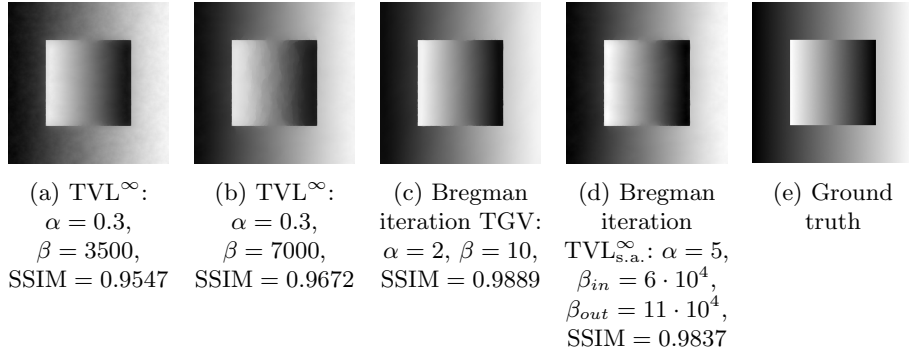 (a) TVL∞:
α = 0.3,
β = 3500,
SSIM = 0.9547
(b) TVL∞:
α = 0.3,
β = 7000,
SSIM = 0.9672
(c) Bregman
iteration TGV:
α = 2, β = 10,
SSIM = 0.9889
(d) Bregman
iteration
TVL∞s.a.: α = 5,
βin = 6 · 10⁴,
βout = 11 · 10⁴,
SSIM = 0.9837
(e) Ground
truth